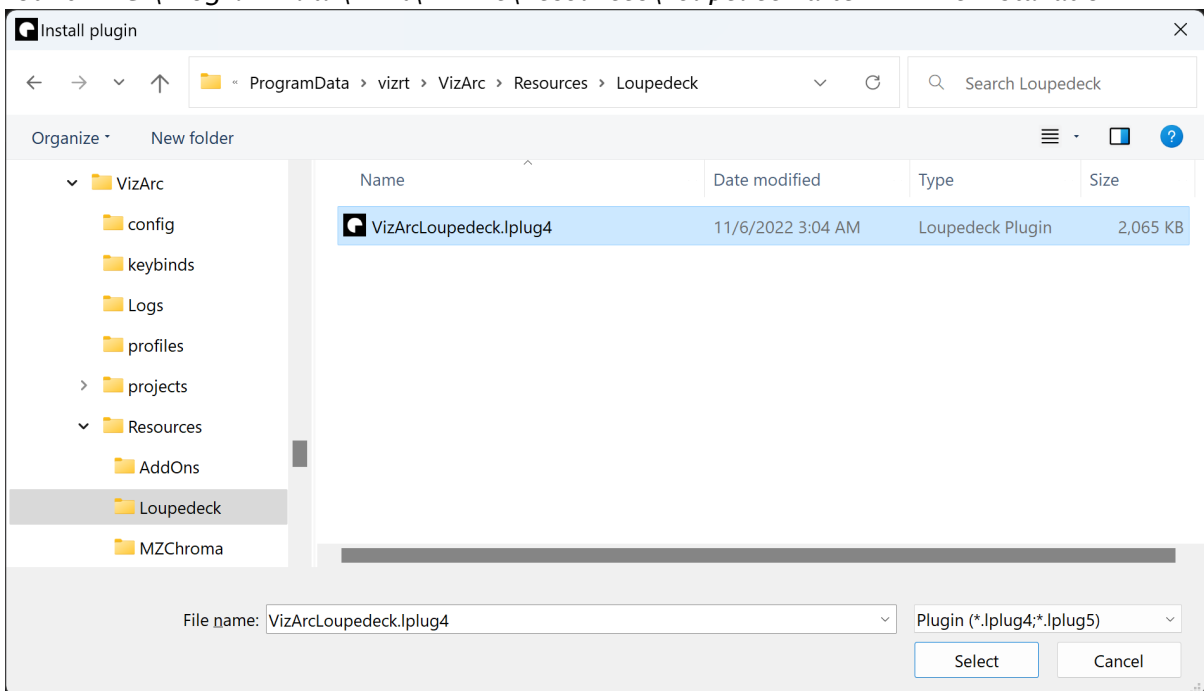 Install plugin
« ProgramData › vizrt › VizArc › Resources › Loupedeck
Search Loupedeck
Organize
New folder
?
Name
Date modified
Type
Size
VizArc
config
keybinds
Logs
profiles
projects
Resources
AddOns
Loupedeck
MZChroma
VizArcLoupedeck.lplug4
11/6/2022 3:04 AM
Loupedeck Plugin
2,065 KB
File name:
VizArcLoupedeck.lplug4
Plugin (*.lplug4;*.lplug5)
Select
Cancel